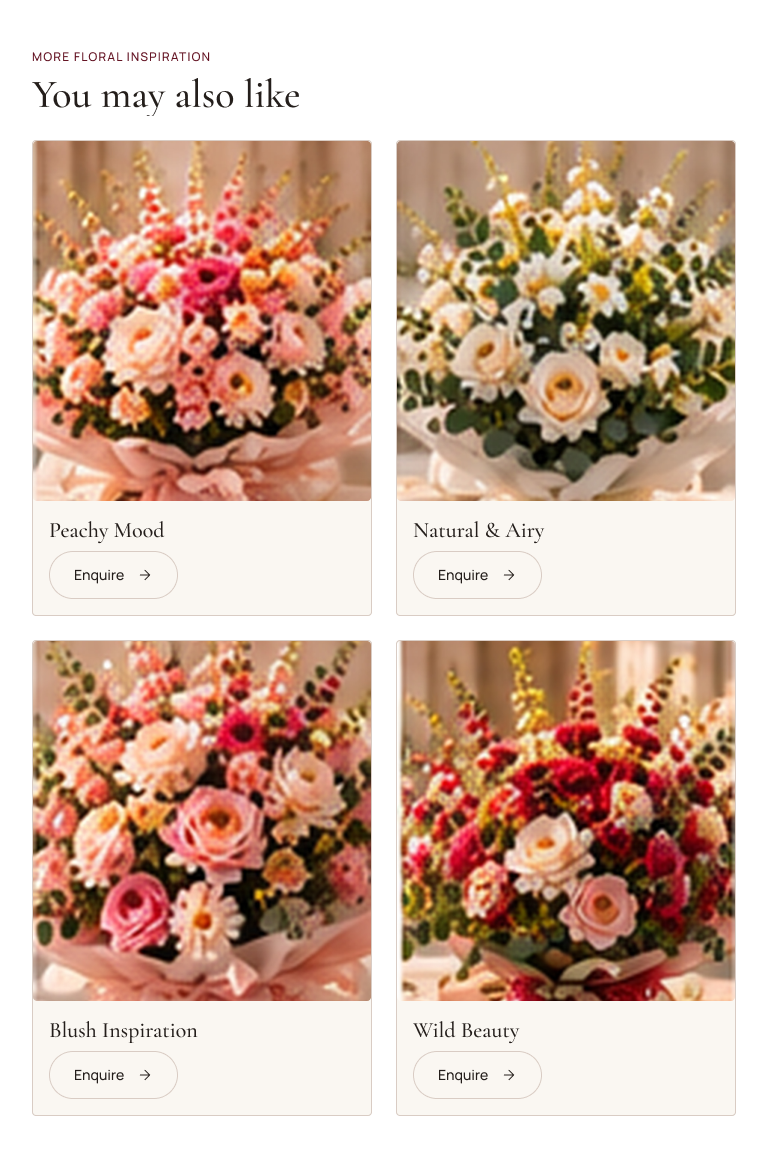 MORE FLORAL INSPIRATION
You may also like
Peachy Mood
Enquire →
Natural & Airy
Enquire →
Blush Inspiration
Enquire →
Wild Beauty
Enquire →